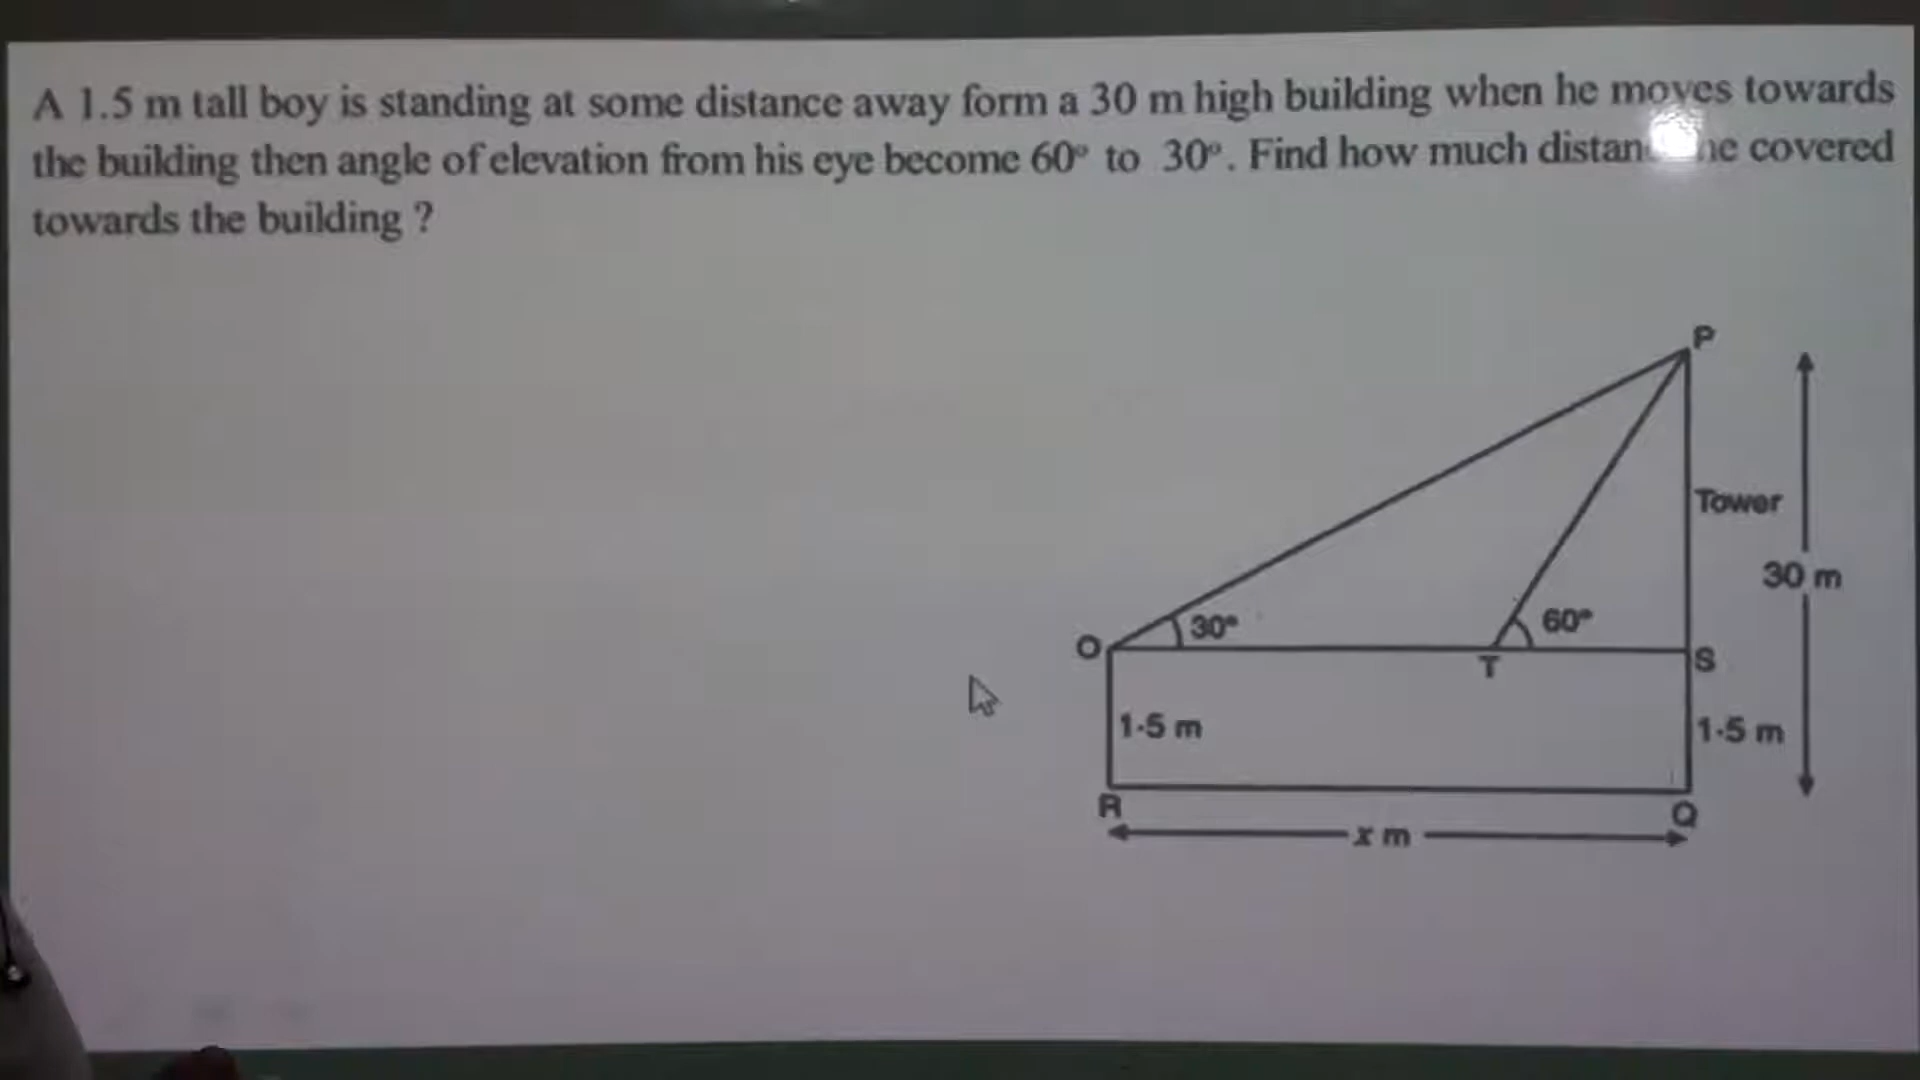 A 1.5 m tall boy is standing at some distance away form a 30 m high building when he moves towards
the building then angle of elevation from his eye become 60° to 30°. Find how much he covered
towards the building ?
P
Tower
30 m
30°
60°
O
T
S
1·5 m
1·5 m
R
Q
x m